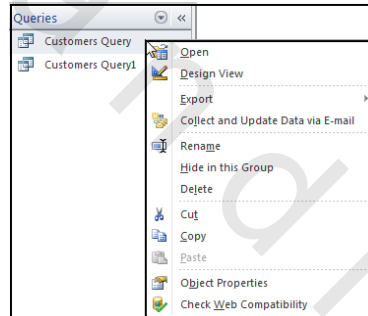 Queries
Customers Query
Customers Query1
Open
Design View
Export
Collect and Update Data via E-mail
Rename
Hide in this Group
Delete
Cut
Copy
Paste
Object Properties
Check Web Compatibility